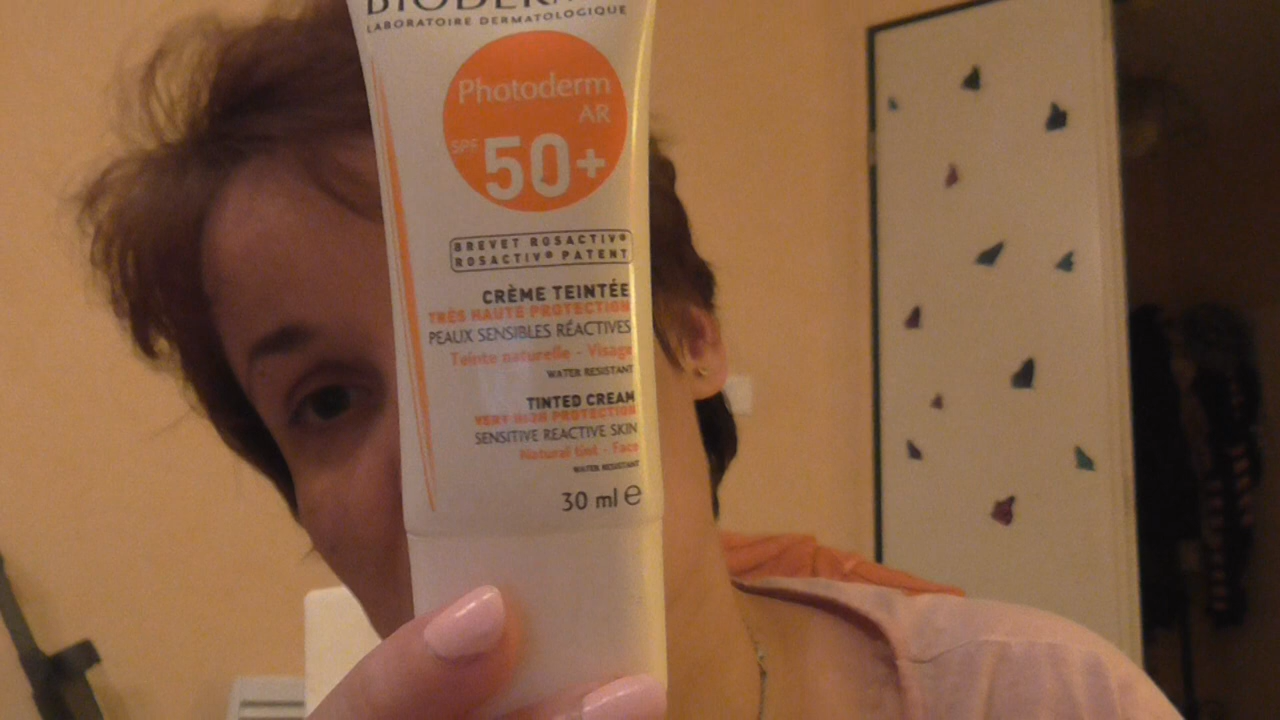 BIODERMA
LABORATOIRE DERMATOLOGIQUE
Photoderm
AR
SPF 50+
BREVET ROSACTIV®
ROSACTIV® PATENT
CRÈME TEINTÉE
TRÈS HAUTE PROTECTION
PEAUX SENSIBLES RÉACTIVES
Teinte naturelle - Visage
WATER RESISTANT
TINTED CREAM
VERY HIGH PROTECTION
SENSITIVE REACTIVE SKIN
Natural tint - Face
WATER RESISTANT
30 ml e